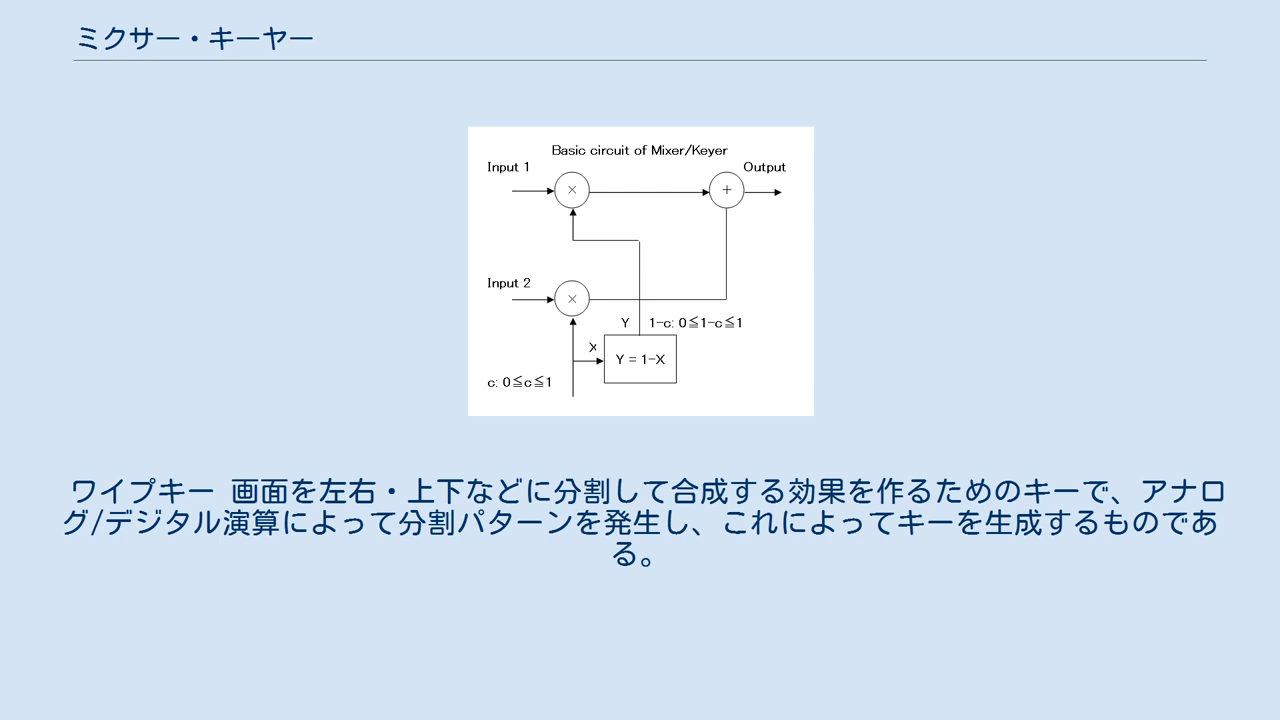 ミクサー・キーヤー
Basic circuit of Mixer/Keyer
Input 1
Output
×
+
Input 2
×
Y
1-c: 0≦1-c≦1
X
Y = 1-X
c: 0≦c≦1
ワイプキー 画面を左右・上下などに分割して合成する効果を作るためのキーで、アナロ
グ/デジタル演算によって分割パターンを発生し、これによってキーを生成するものであ
る。